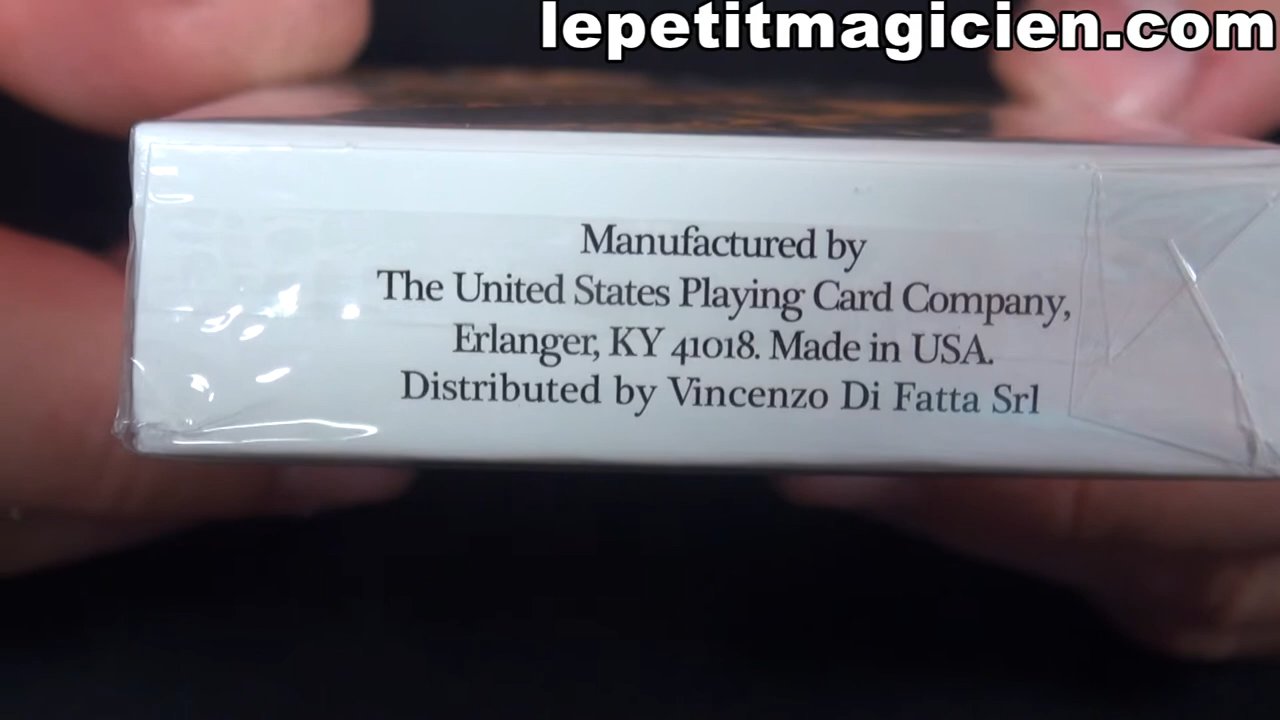 lepetitmagicien.com
Manufactured by
The United States Playing Card Company,
Erlanger, KY 41018. Made in USA.
Distributed by Vincenzo Di Fatta Srl